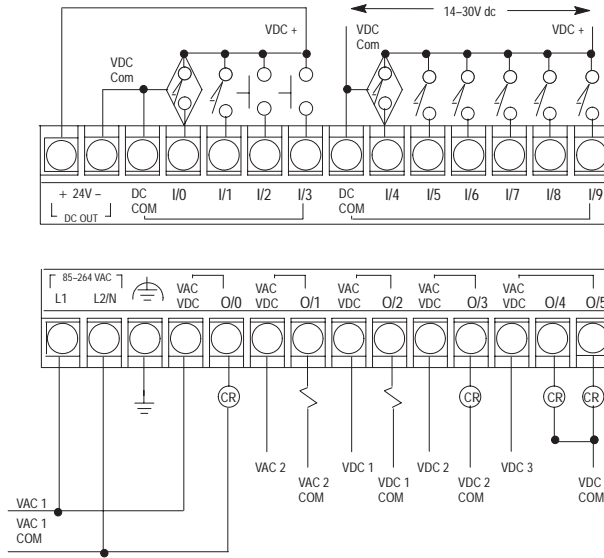 14–30V dc
VDC +
VDC
Com
VDC +
VDC
Com
+ 24V –
DC OUT
DC
COM
I/0
I/1
I/2
I/3
DC
COM
I/4
I/5
I/6
I/7
I/8
I/9
85–264 VAC
L1
L2/N
VAC
VDC
O/0
VAC
VDC
O/1
VAC
VDC
O/2
VAC
VDC
O/3
VAC
VDC
O/4
O/5
CR
CR
CR
CR
VAC 2
VAC 2
COM
VDC 1
VDC 1
COM
VDC 2
VDC 2
COM
VDC 3
VDC
COM
VAC 1
VAC 1
COM